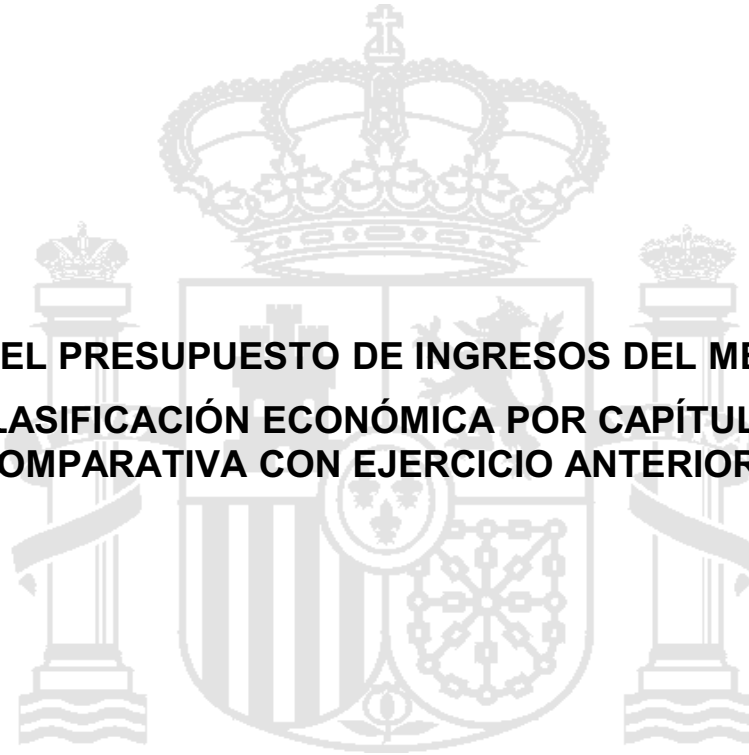 EL PRESUPUESTO DE INGRESOS DEL ME
LASIFICACIÓN ECONÓMICA POR CAPÍTUL
OMPARATIVA CON EJERCICIO ANTERIOR